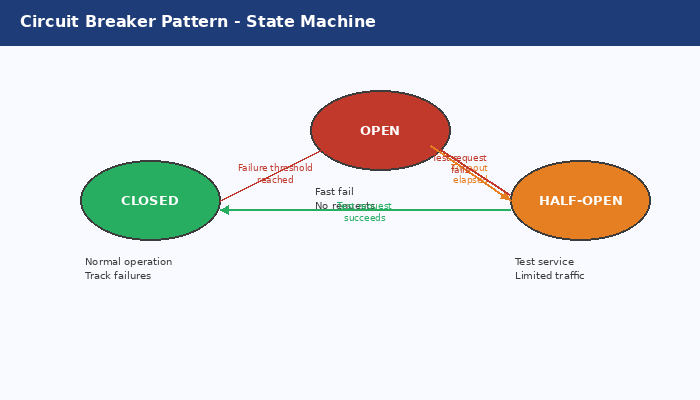 Circuit Breaker Pattern - State Machine
OPEN
CLOSED
HALF-OPEN
Failure threshold
reached
Test request
fails
Timeout
elapsed
Fast fail
No requests
Test request
succeeds
Normal operation
Track failures
Test service
Limited traffic